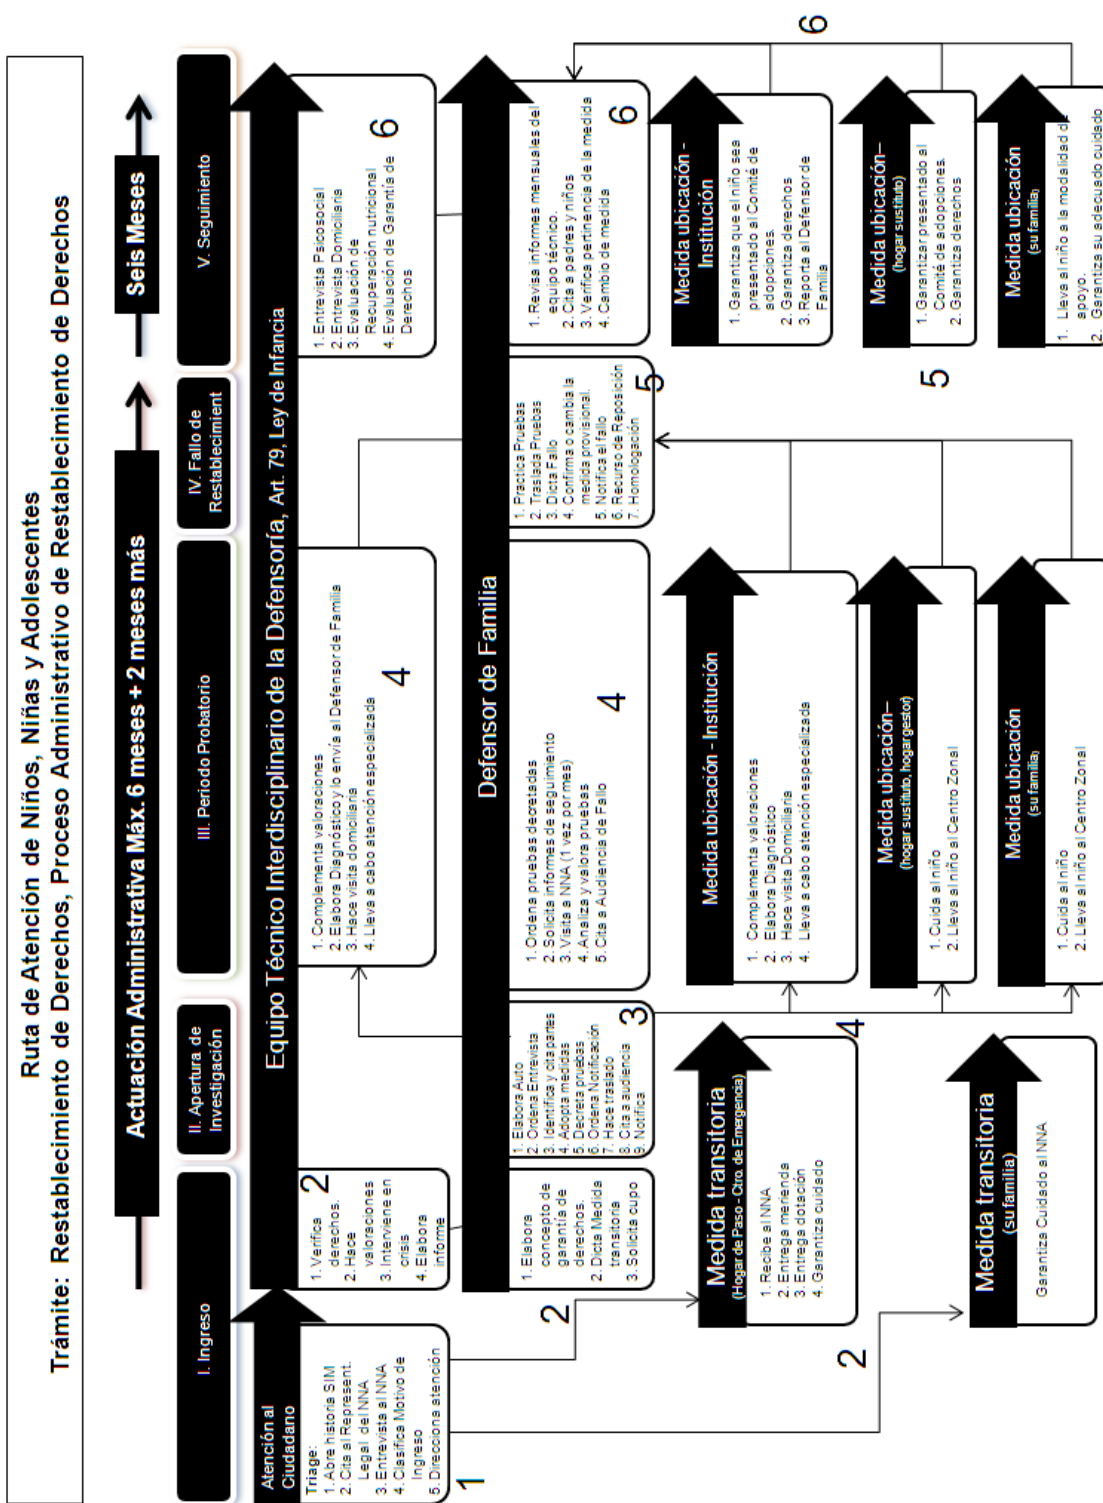 Ruta de Atención de Niños, Niñas y Adolescentes
Trámite: Restablecimiento de Derechos, Proceso Administrativo de Restablecimiento de Derechos
Actuación Administrativa Máx. 6 meses + 2 meses más
Seis Meses
I. Ingreso
II. Apertura de
Investigación
III. Periodo Probatorio
IV. Fallo de
Restablecimient
V. Seguimiento
Atención al
Ciudadano
Triage:
1. Abre historia SIM
2. Cita al Represent.
Legal del NNA
3. Entrevista al NNA
4. Clasifica Motivo de
Ingreso
5. Direcciona atención
1
Equipo Técnico Interdisciplinario de la Defensoría, Art. 79, Ley de Infancia
1. Verifica
derechos.
2. Hace
valoraciones
3. Interviene en
crisis
4. Elabora
informe
2
1. Complementa valoraciones
2. Elabora Diagnóstico y lo envía al Defensor de Familia
3. Hace visita domiciliaria
4. Lleva a cabo atención especializada
4
1. Entrevista Psicosocial
2. Entrevista Domiciliaria
3. Evaluación de
Recuperación nutricional
4. Evaluación de Garantía de
Derechos
6
Defensor de Familia
1. Elabora
concepto de
garantía de
derechos.
2. Dicta Medida
transitoria
3. Solicita cupo
2
1. Elabora Auto
2. Ordena Entrevista
3. Identifica y cita partes
4. Adopta medidas
5. Decreta pruebas
6. Ordena Notificación
7. Hace traslado
8. Cita a audiencia
9. Notifica
3
1. Ordena pruebas decretadas
2. Solicita informes de seguimiento
3. Visita a NNA (1 vez por mes)
4. Analiza y valora pruebas
5. Cita a Audiencia de Fallo
4
1. Practica Pruebas
2. Traslada Pruebas
3. Dicta Fallo
4. Confirma o cambia la
medida provisional.
5. Notifica el fallo
6. Recurso de Reposición
7. Homologación
5
1. Revisa informes mensuales del
equipo técnico.
2. Cita a padres y niños
3. Verifica pertinencia de la medida
4. Cambio de medida
6
Medida transitoria
(Hogar de Paso - Ctro. de Emergencia)
1. Recibe al NNA
2. Entrega merienda
3. Entrega dotación
4. Garantiza cuidado
4
Medida ubicación - Institución
1. Complementa valoraciones
2. Elabora Diagnóstico
3. Hace visita Domiciliaria
4. Lleva a cabo atención especializada
Medida ubicación -
Institución
1. Garantiza que el niño sea
presentado al Comité de
adopciones.
2. Garantiza derechos
3. Reporta al Defensor de
Familia
6
2
Medida ubicación–
(hogar sustituto, hogar gestor)
1. Cuida al niño
2. Lleva al niño al Centro Zonal
5
Medida ubicación–
(hogar sustituto)
1. Garantizar presentado al
Comité de adopciones.
2. Garantiza derechos
Medida transitoria
(su familia)
Garantiza Cuidado al NNA
Medida ubicación
(su familia)
1. Cuida al niño
2. Lleva al niño al Centro Zonal
Medida ubicación
(su familia)
1. Lleva al niño a la modalidad de
apoyo.
2. Garantiza su adecuado cuidado